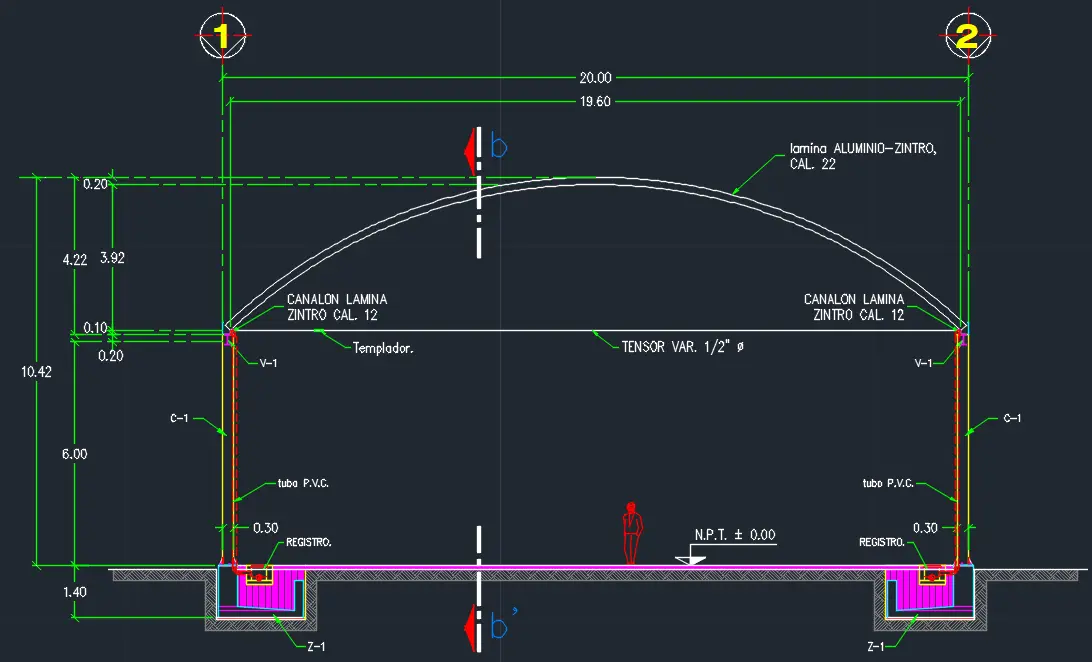 1
2
20.00
19.60
b
lamina ALUMINIO-ZINTRO,
CAL. 22
0.20
4.22
3.92
CANALON LAMINA
ZINTRO CAL. 12
CANALON LAMINA
ZINTRO CAL. 12
0.10
0.20
Templador.
TENSOR VAR. 1/2" ø
V-1
V-1
10.42
C-1
C-1
6.00
tubo P.V.C.
tubo P.V.C.
0.30
0.30
REGISTRO.
N.P.T. ± 0.00
REGISTRO.
1.40
b'
Z-1
Z-1